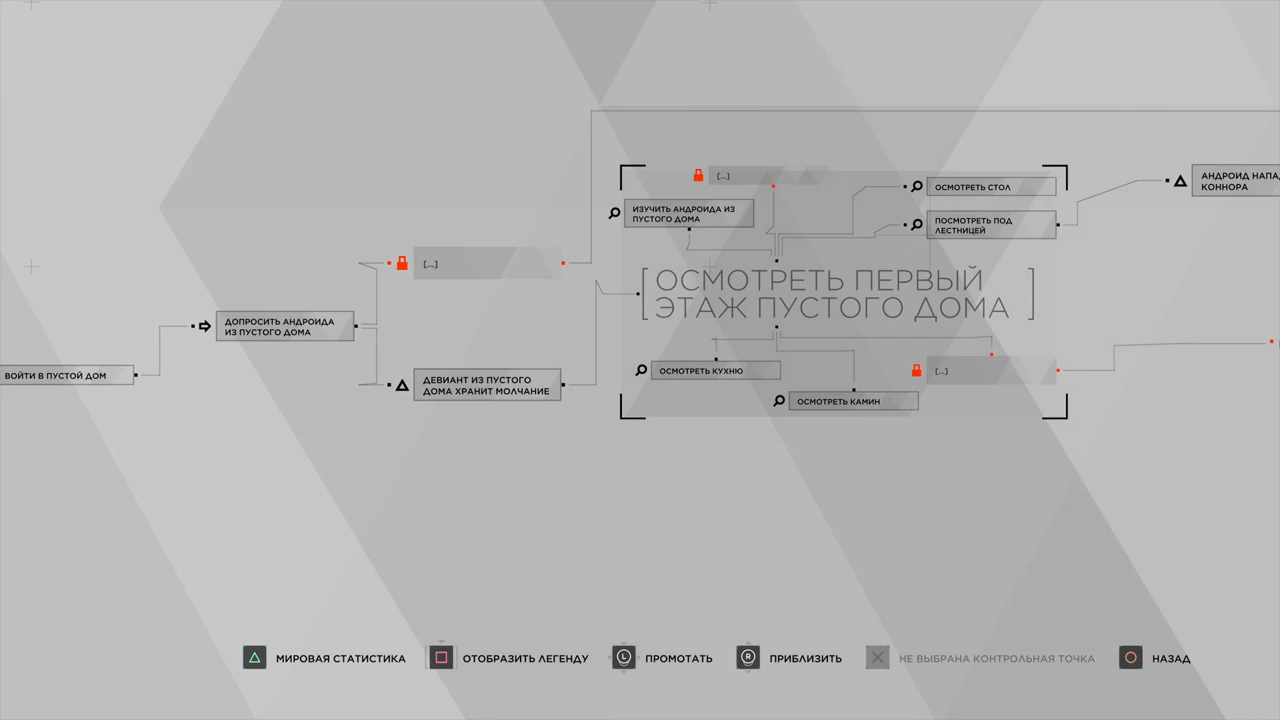 [...]
ОСМОТРЕТЬ СТОЛ
АНДРОИД НАПАД
КОННОРА
ИЗУЧИТЬ АНДРОИДА ИЗ
ПУСТОГО ДОМА
ПОСМОТРЕТЬ ПОД
ЛЕСТНИЦЕЙ
[...]
ОСМОТРЕТЬ ПЕРВЫЙ
ЭТАЖ ПУСТОГО ДОМА
ДОПРОСИТЬ АНДРОИДА
ИЗ ПУСТОГО ДОМА
ВОЙТИ В ПУСТОЙ ДОМ
ДЕВИАНТ ИЗ ПУСТОГО
ДОМА ХРАНИТ МОЛЧАНИЕ
ОСМОТРЕТЬ КУХНЮ
[...]
ОСМОТРЕТЬ КАМИН
МИРОВАЯ СТАТИСТИКА
ОТОБРАЗИТЬ ЛЕГЕНДУ
L ПРОМОТАТЬ
R ПРИБЛИЗИТЬ
НЕ ВЫБРАНА КОНТРОЛЬНАЯ ТОЧКА
НАЗАД